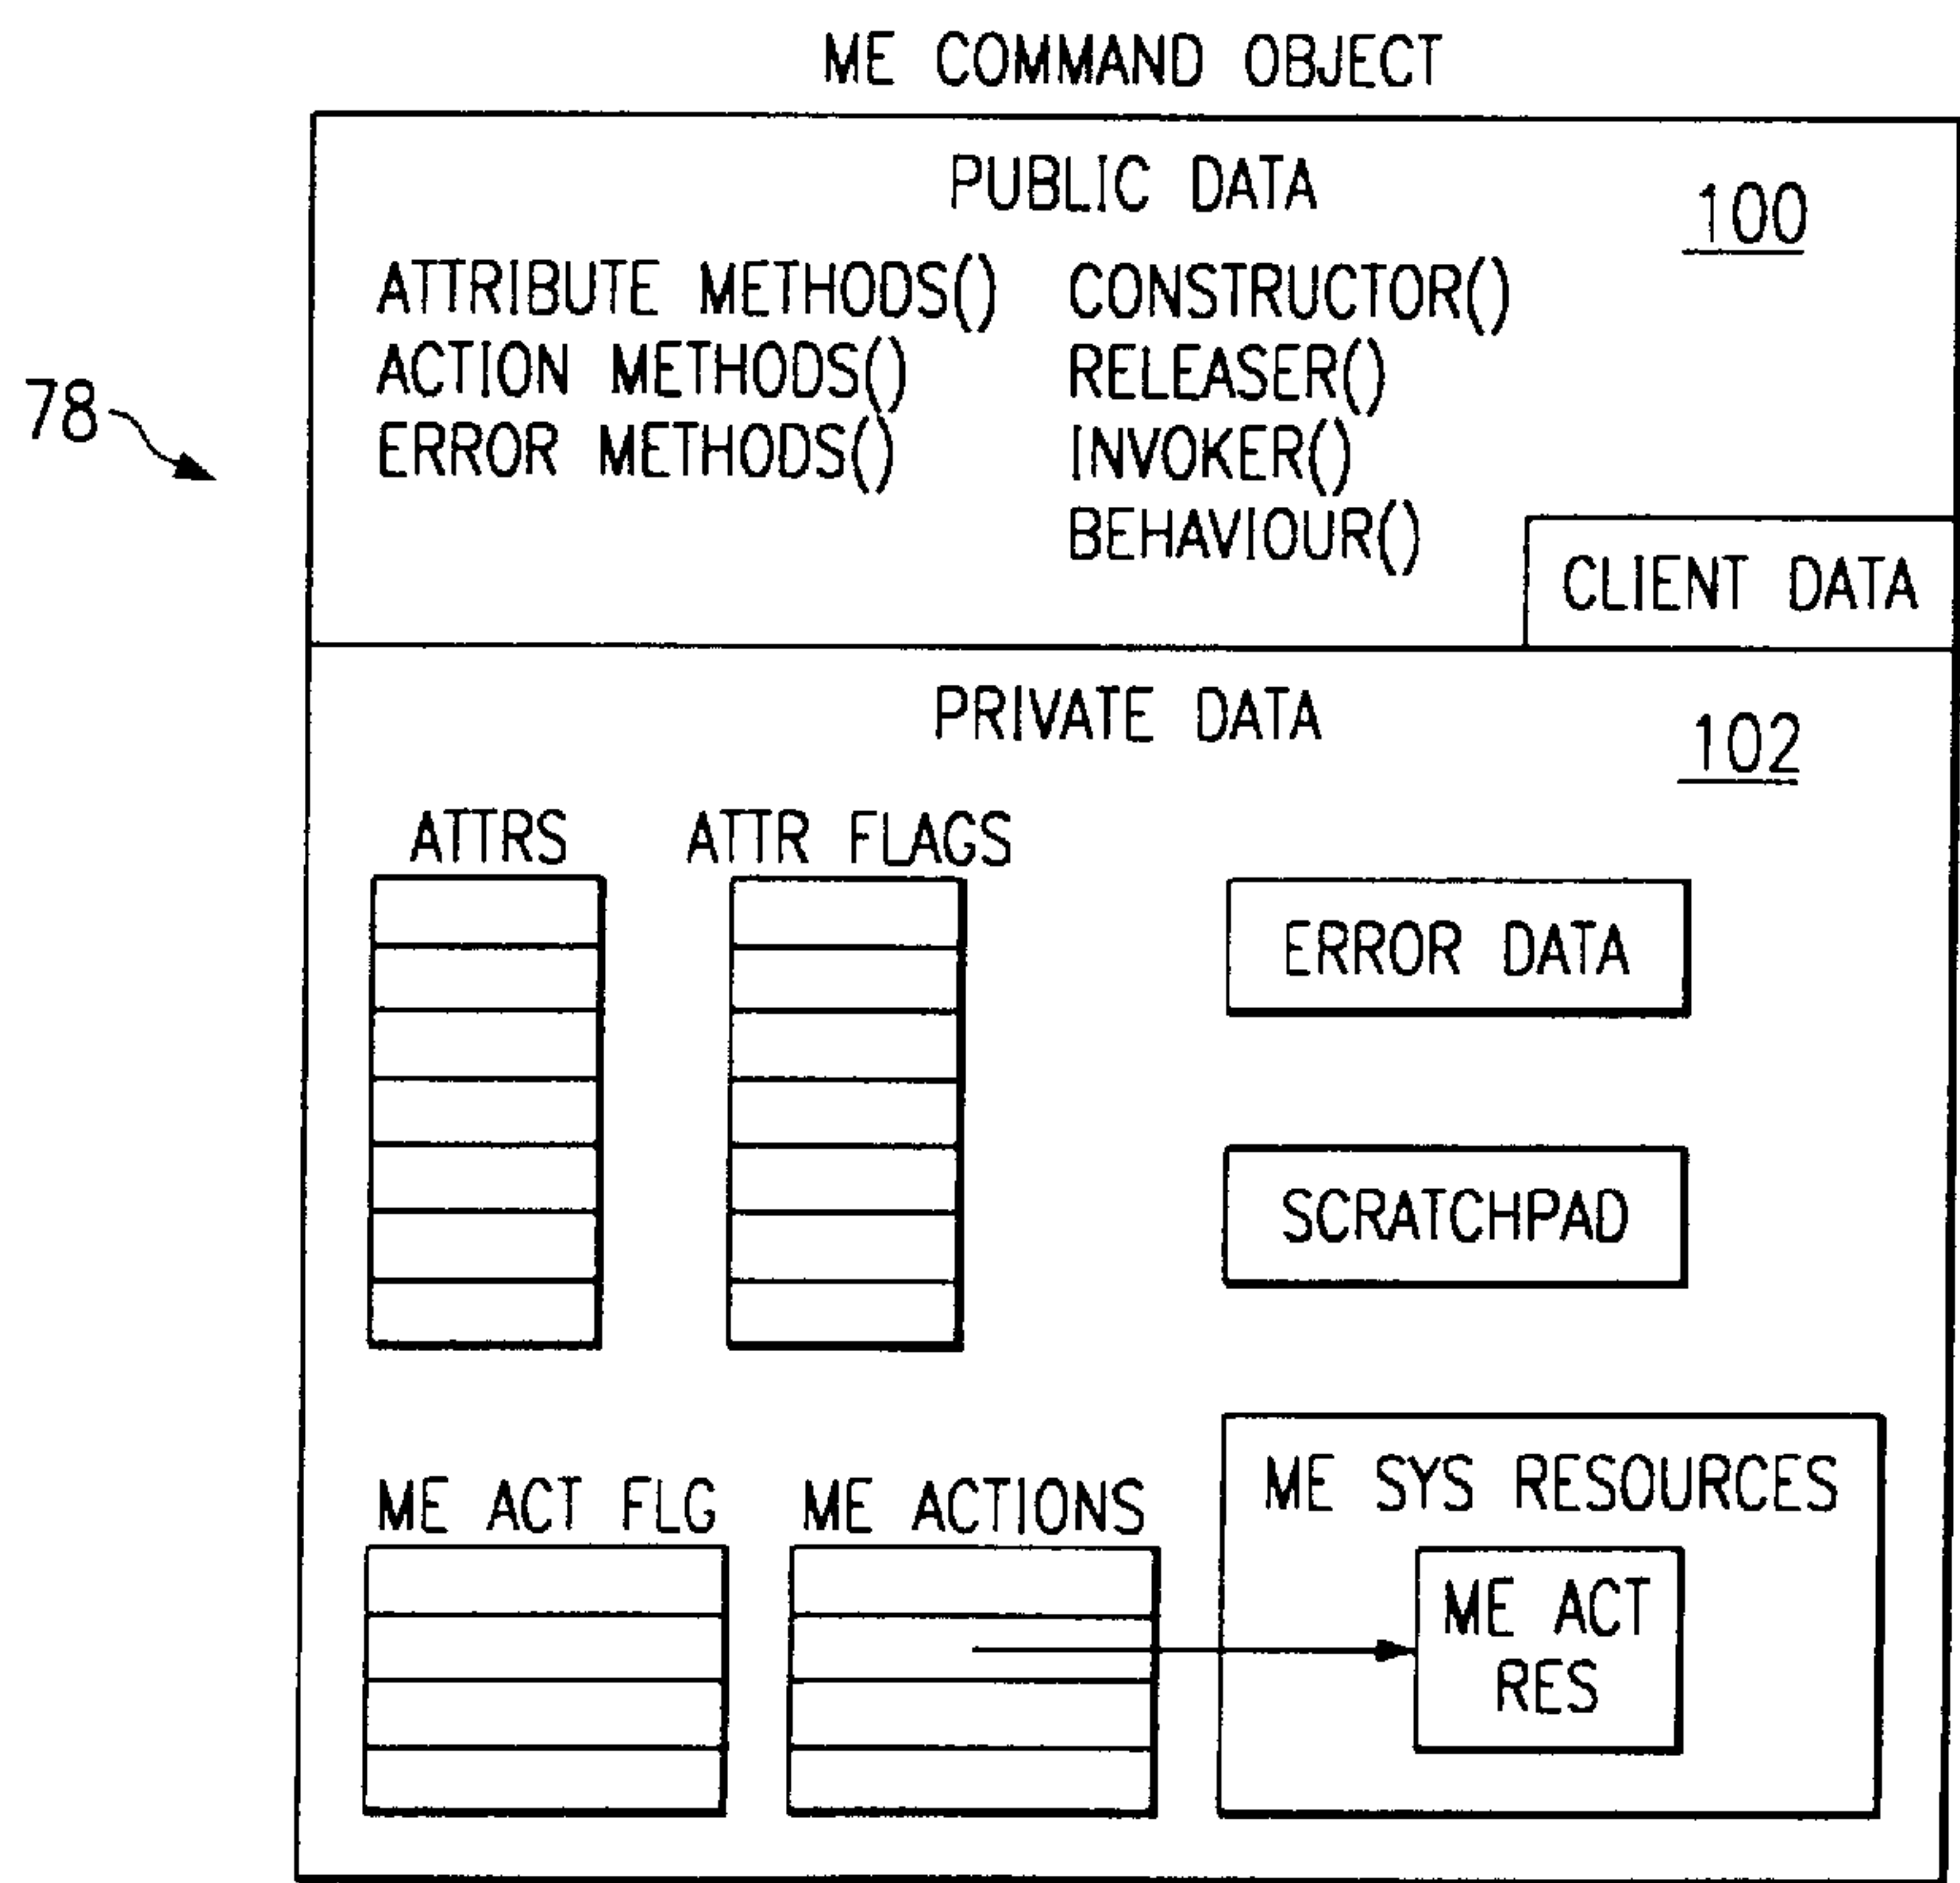 ME COMMAND OBJECT
PUBLIC DATA
100
ATTRIBUTE METHODS() CONSTRUCTOR()
ACTION METHODS() RELEASER()
78
ERROR METHODS() INVOKER()
BEHAVIOUR()
CLIENT DATA
PRIVATE DATA
102
ATTRS ATTR FLAGS
ERROR DATA
SCRATCHPAD
ME ACT FLG ME ACTIONS ME SYS RESOURCES
ME ACT
RES